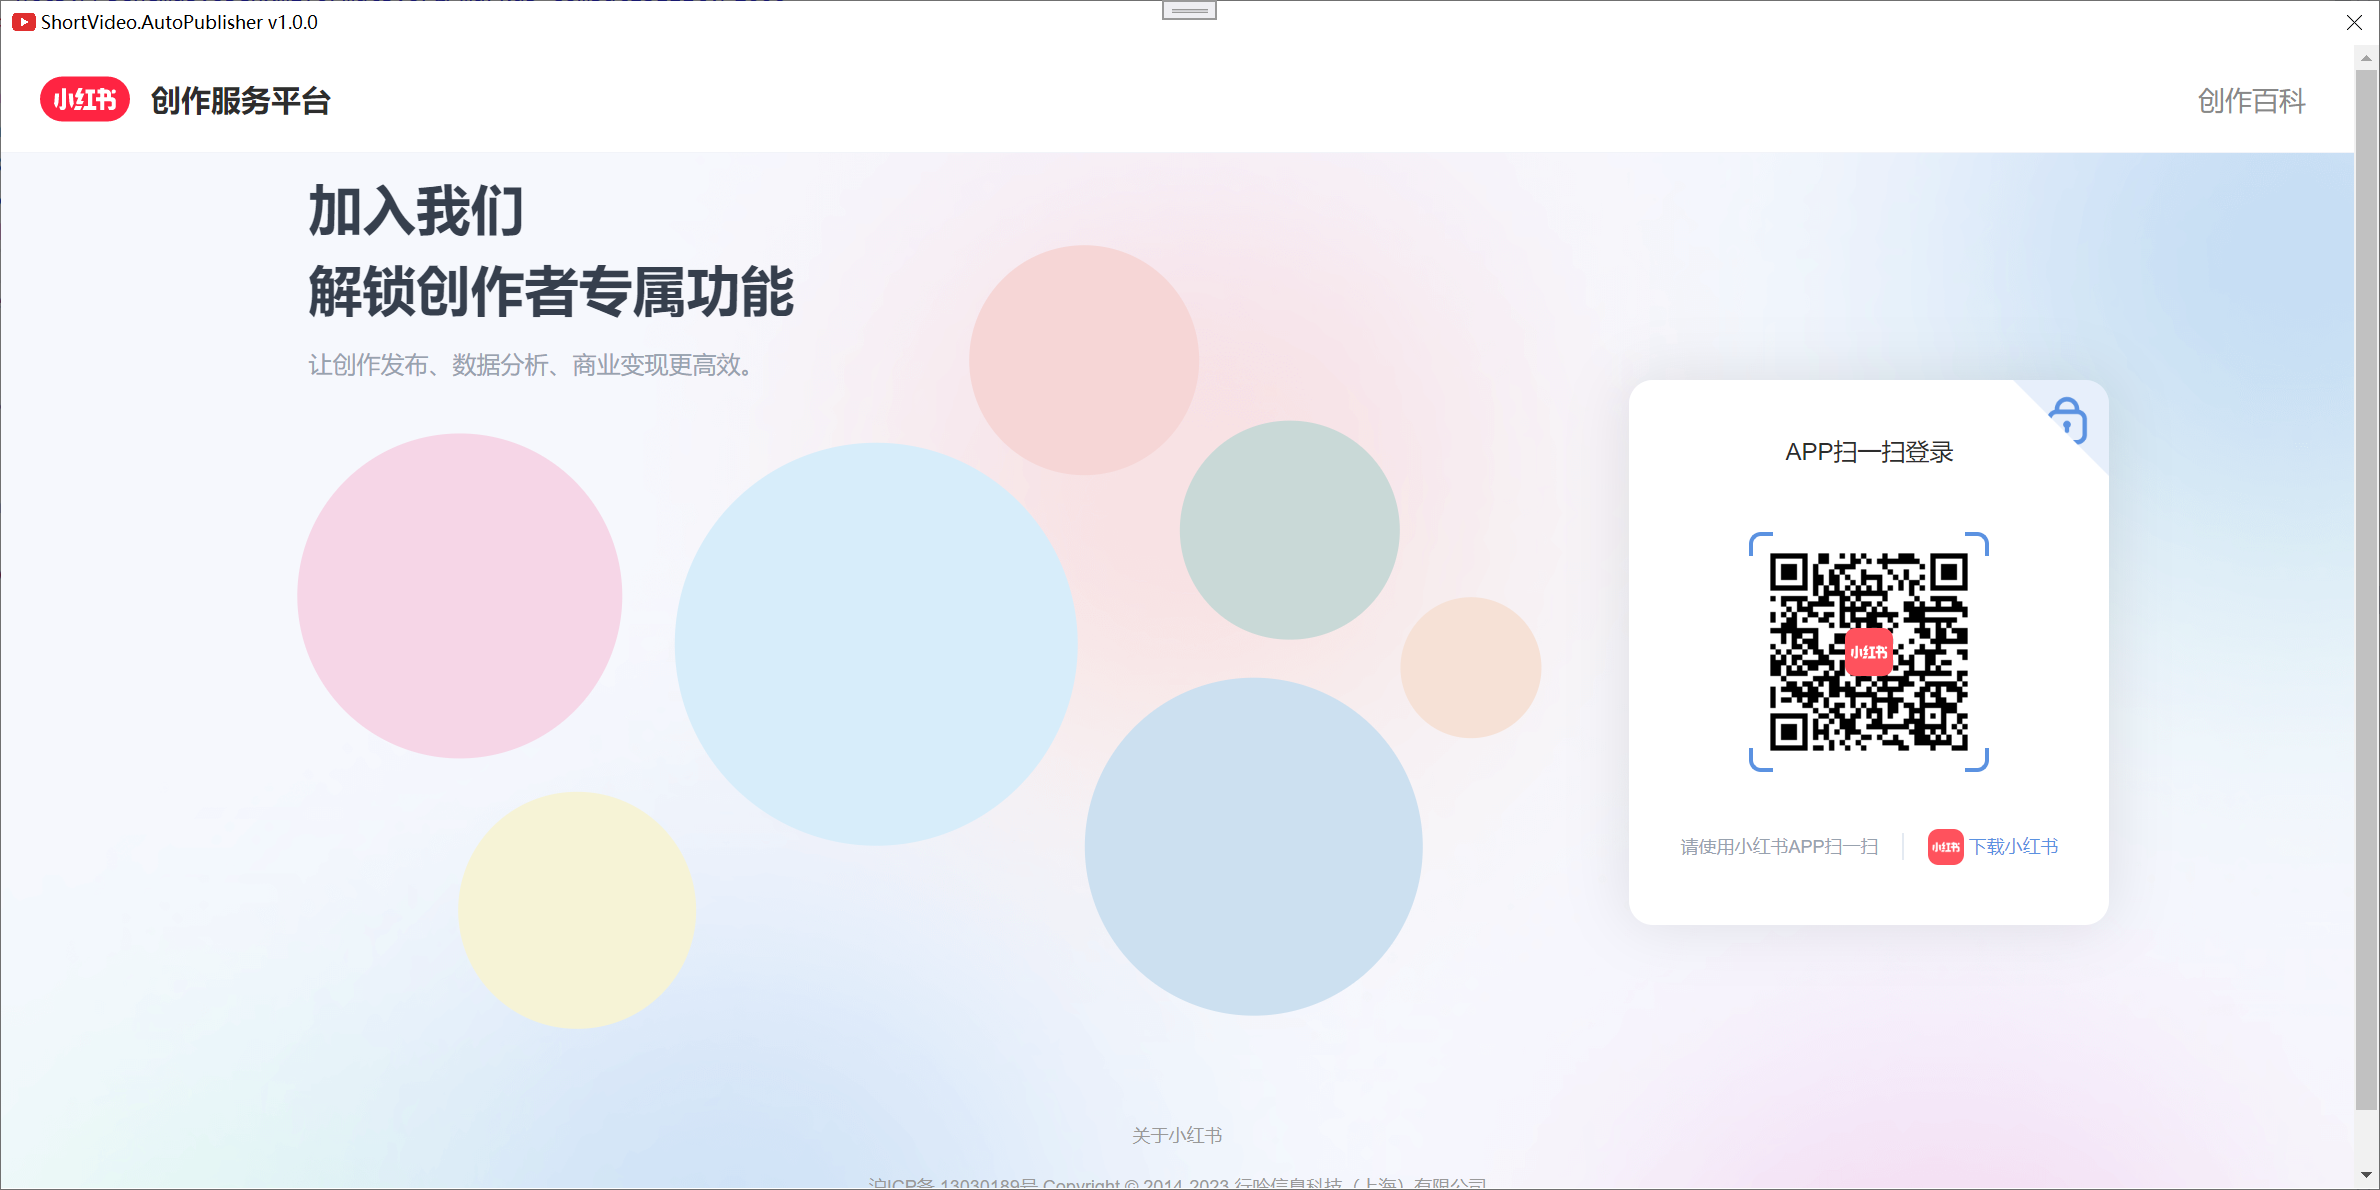 ShortVideo.AutoPublisher v1.0.0
小红书 创作服务平台
创作百科
加入我们
解锁创作者专属功能
让创作发布、数据分析、商业变现更高效。
APP扫一扫登录
小红书
请使用小红书APP扫一扫
小红书 下载小红书
关于小红书
沪ICP备 13030189号 Copyright © 2014-2023 行吟信息科技（上海）有限公司